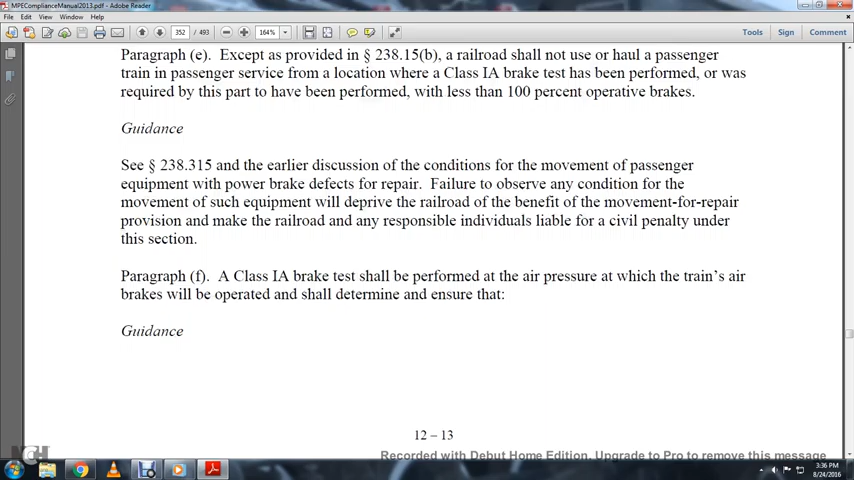 MPEComplianceManual2013.pdf - Adobe Reader
File Edit View Window Help
352 / 493 164% Tools Sign Comment
Paragraph (e). Except as provided in § 238.15(b), a railroad shall not use or haul a passenger
train in passenger service from a location where a Class IA brake test has been performed, or was
required by this part to have been performed, with less than 100 percent operative brakes.
Guidance
See § 238.315 and the earlier discussion of the conditions for the movement of passenger
equipment with power brake defects for repair. Failure to observe any condition for the
movement of such equipment will deprive the railroad of the benefit of the movement-for-repair
provision and make the railroad and any responsible individuals liable for a civil penalty under
this section.
Paragraph (f). A Class IA brake test shall be performed at the air pressure at which the train's air
brakes will be operated and shall determine and ensure that:
Guidance
12 – 13
NCH
Recorded with Debut Home Edition. Upgrade to Pro to remove this message
3:36 PM
8/24/2016